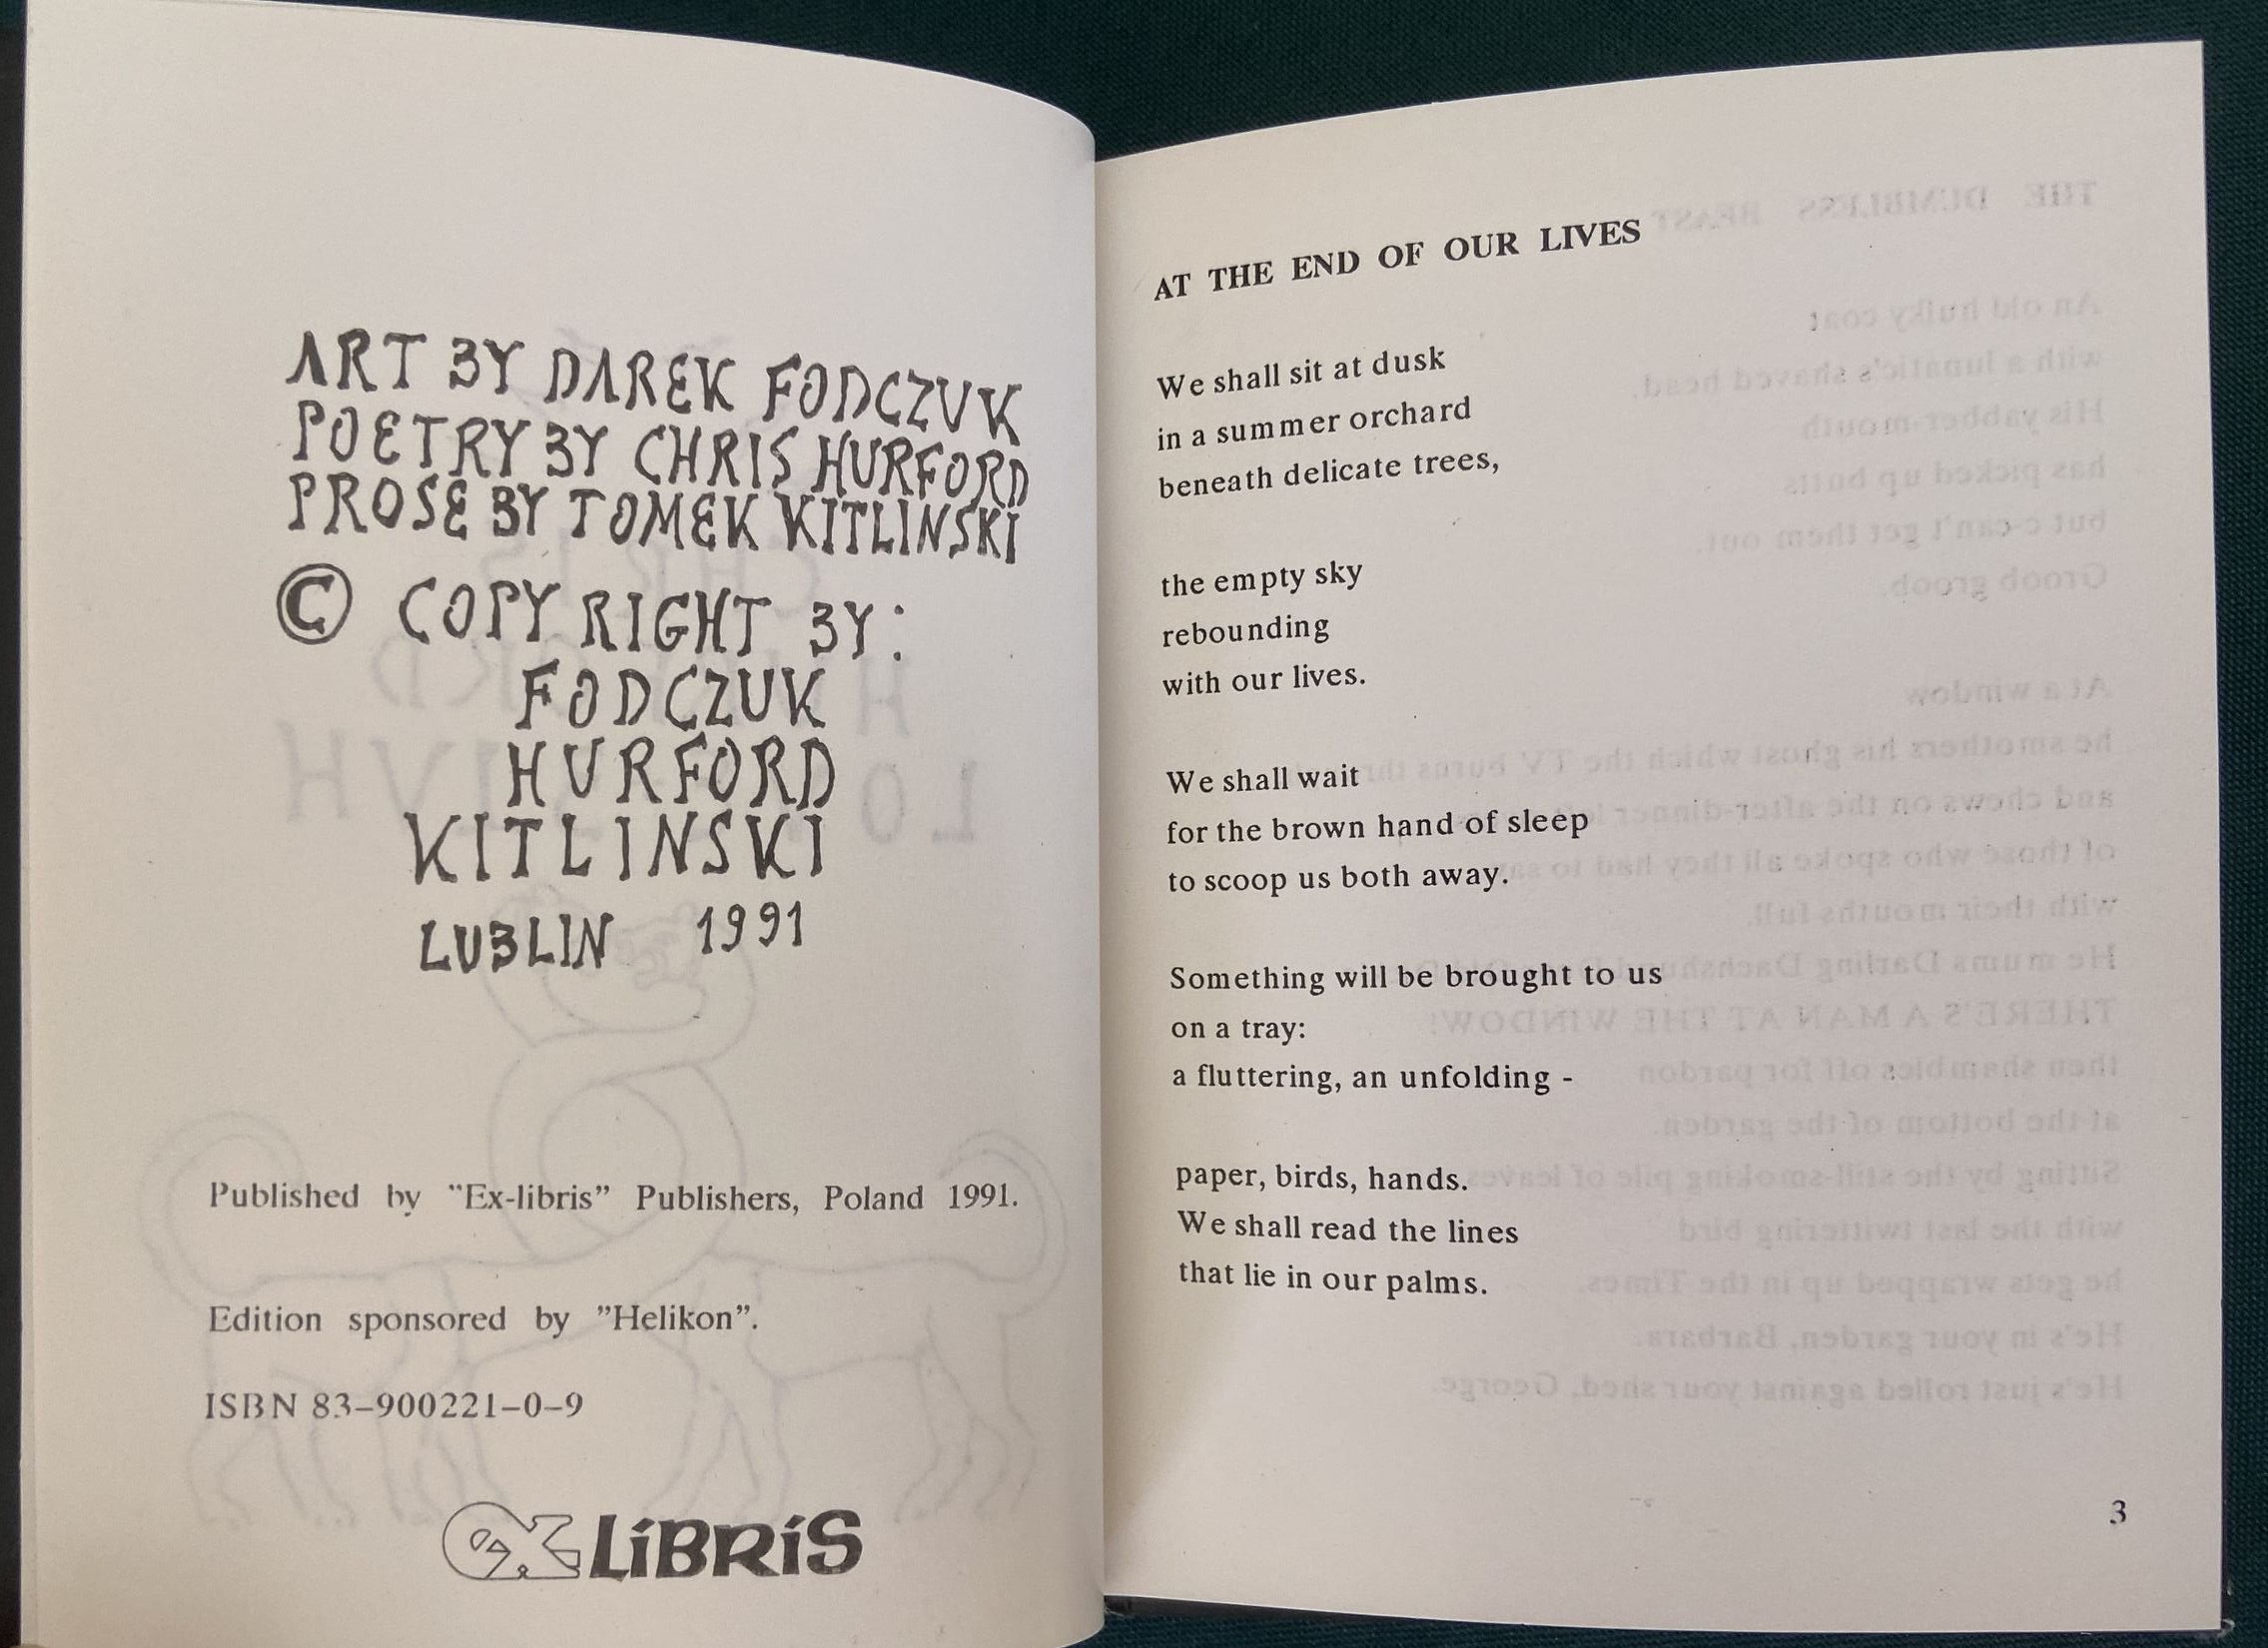 ART BY DAREK FODCZUK
POETRY BY CHRIS HURFORD
PROSE BY TOMEK KITLINSKI
© COPYRIGHT BY:
FODCZUK
HURFORD
KITLINSKI
LUBLIN 1991
Published by "Ex-libris" Publishers, Poland 1991.
Edition sponsored by ”Helikon”.
ISBN 83-900221-0-9
EX LiBRiS
AT THE END OF OUR LIVES
We shall sit at dusk
in a summer orchard
beneath delicate trees,
the empty sky
rebounding
with our lives.
We shall wait
for the brown hand of sleep
to scoop us both away.
Something will be brought to us
on a tray:
a fluttering, an unfolding -
paper, birds, hands.
We shall read the lines
that lie in our palms.
3